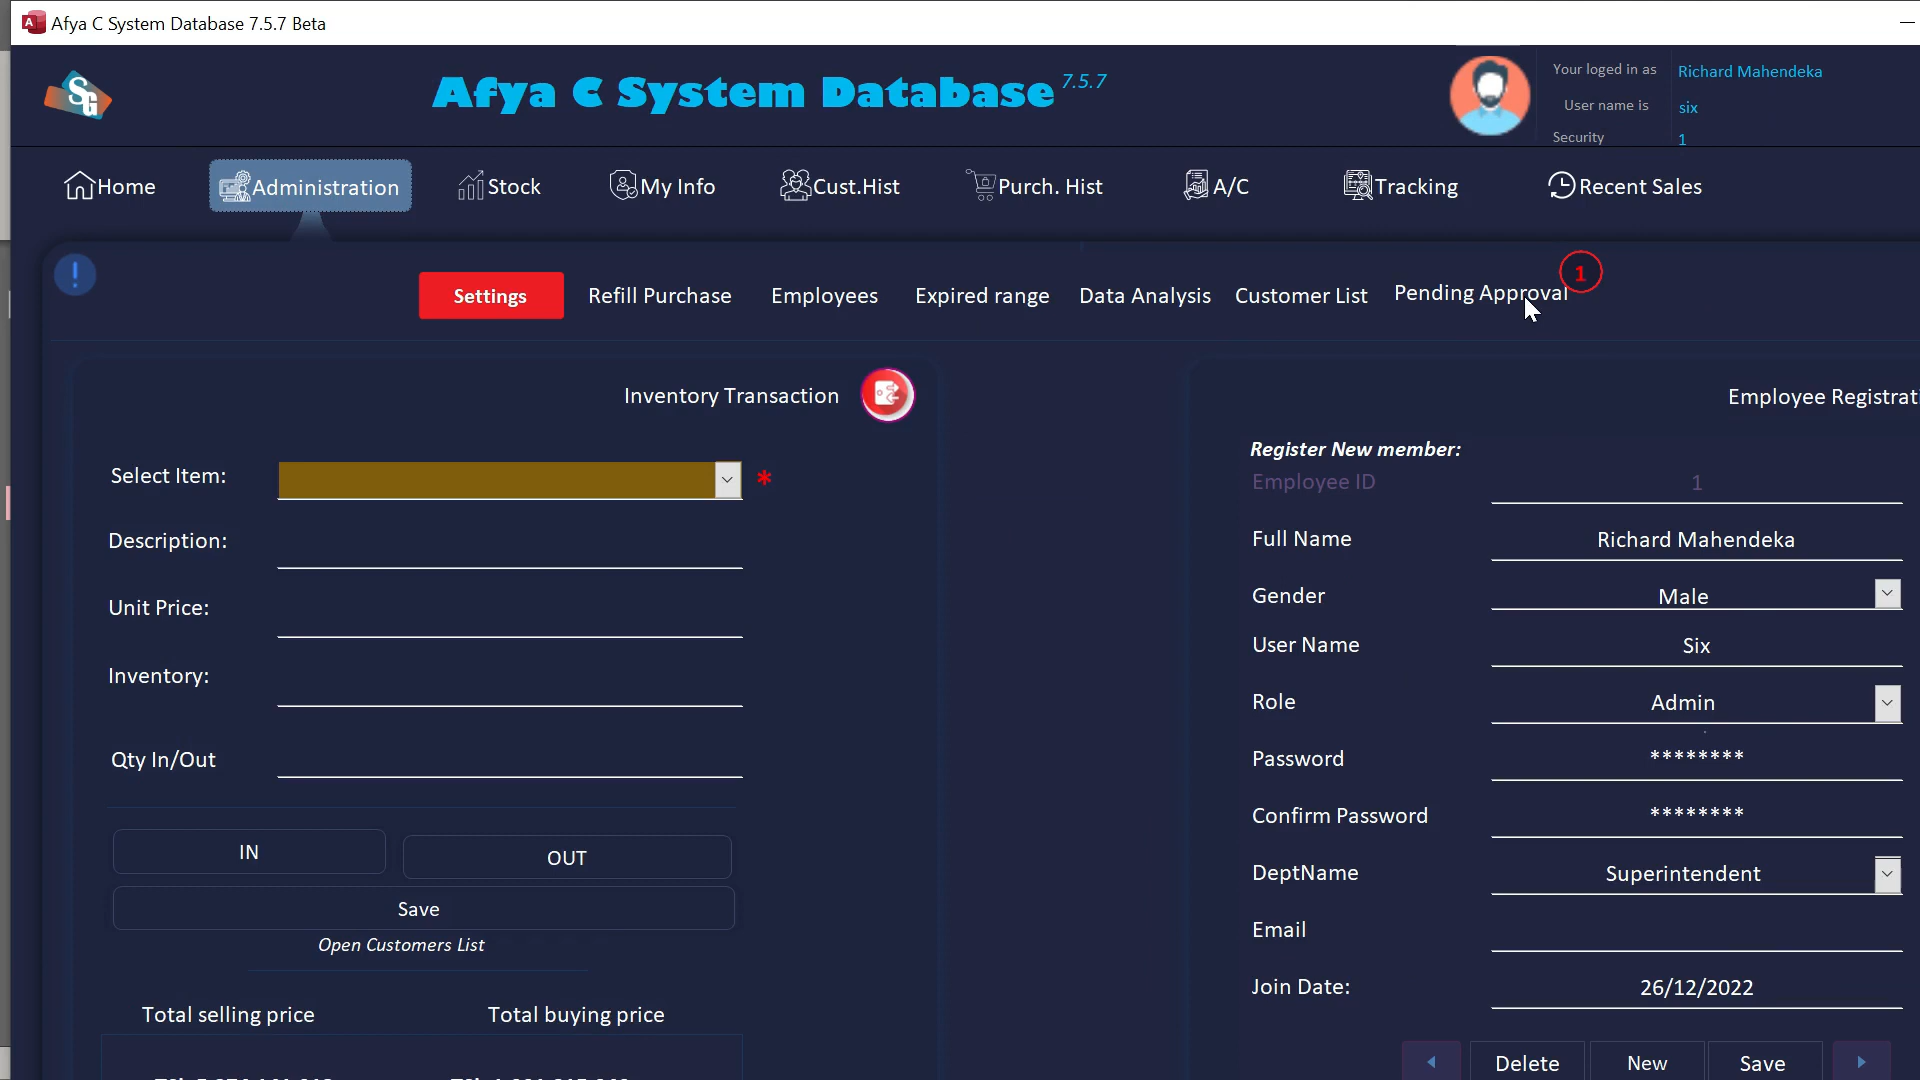 Afya C System Database 7.5.7 Beta
SG
Afya C System Database 7.5.7
Your loged in as Richard Mahendeka
User name is six
Security 1
Home Administration Stock My Info Cust.Hist Purch. Hist A/C Tracking Recent Sales
Settings Refill Purchase Employees Expired range Data Analysis Customer List Pending Approval 1
Inventory Transaction
Select Item: *
Description:
Unit Price:
Inventory:
Qty In/Out
IN OUT
Save
Open Customers List
Total selling price Total buying price
Employee Registrati
Register New member:
Employee ID 1
Full Name Richard Mahendeka
Gender Male
User Name Six
Role Admin
Password ********
Confirm Password ********
DeptName Superintendent
Email
Join Date: 26/12/2022
Delete New Save